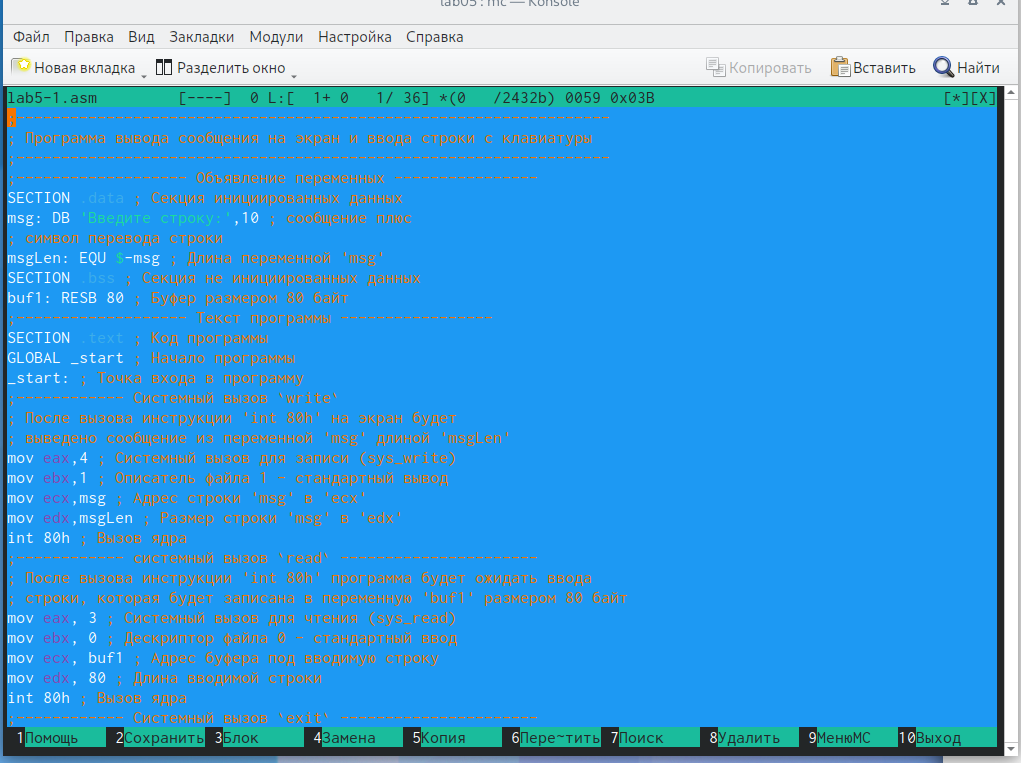 lab05 : mc — Konsole
Файл Правка Вид Закладки Модули Настройка Справка
Новая вкладка Разделить окно Копировать Вставить Найти
lab5-1.asm [----] 0 L:[ 1+ 0 1/ 36] *(0 /2432b) 0059 0x03B [*][X]
;------------------------------------------------------------------
; Программа вывода сообщения на экран и ввода строки с клавиатуры
;------------------------------------------------------------------
;------------------- Объявление переменных ----------------
SECTION .data ; Секция инициированных данных
msg: DB 'Введите строку:',10 ; сообщение плюс
; символ перевода строки
msgLen: EQU $-msg ; Длина переменной 'msg'
SECTION .bss ; Секция не инициированных данных
buf1: RESB 80 ; Буфер размером 80 байт
;------------------- Текст программы -----------------
SECTION .text ; Код программы
GLOBAL _start ; Начало программы
_start: ; Точка входа в программу
;------------ Системный вызов `write`
; После вызова инструкции 'int 80h' на экран будет
; выведено сообщение из переменной 'msg' длиной 'msgLen'
mov eax,4 ; Системный вызов для записи (sys_write)
mov ebx,1 ; Описатель файла 1 - стандартный вывод
mov ecx,msg ; Адрес строки 'msg' в 'ecx'
mov edx,msgLen ; Размер строки 'msg' в 'edx'
int 80h ; Вызов ядра
;------------ системный вызов `read` ----------------------
; После вызова инструкции 'int 80h' программа будет ожидать ввода
; строки, которая будет записана в переменную 'buf1' размером 80 байт
mov eax, 3 ; Системный вызов для чтения (sys_read)
mov ebx, 0 ; Дескриптор файла 0 - стандартный ввод
mov ecx, buf1 ; Адрес буфера под вводимую строку
mov edx, 80 ; Длина вводимой строки
int 80h ; Вызов ядра
;------------ Системный вызов `exit` ----------------------
1Помощь 2Сохранить 3Блок 4Замена 5Копия 6Пере~тить 7Поиск 8Удалить 9МенюMC 10Выход